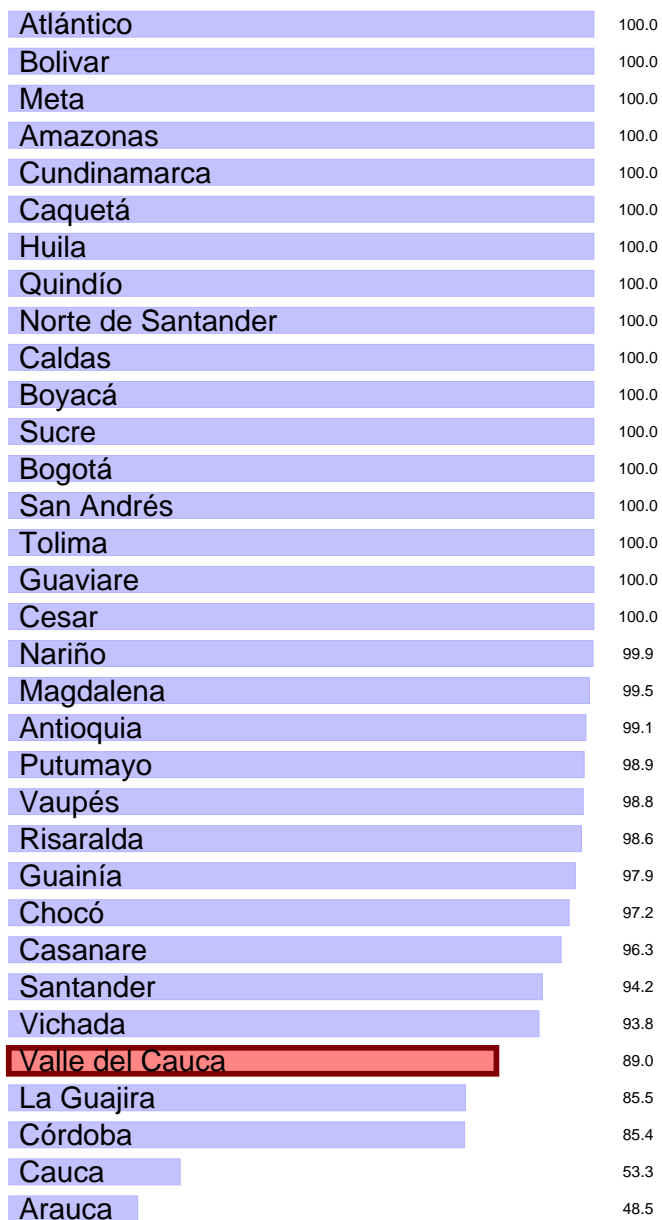 Atlántico 100.0
Bolivar 100.0
Meta 100.0
Amazonas 100.0
Cundinamarca 100.0
Caquetá 100.0
Huila 100.0
Quindío 100.0
Norte de Santander 100.0
Caldas 100.0
Boyacá 100.0
Sucre 100.0
Bogotá 100.0
San Andrés 100.0
Tolima 100.0
Guaviare 100.0
Cesar 100.0
Nariño 99.9
Magdalena 99.5
Antioquia 99.1
Putumayo 98.9
Vaupés 98.8
Risaralda 98.6
Guainía 97.9
Chocó 97.2
Casanare 96.3
Santander 94.2
Vichada 93.8
Valle del Cauca 89.0
La Guajira 85.5
Córdoba 85.4
Cauca 53.3
Arauca 48.5